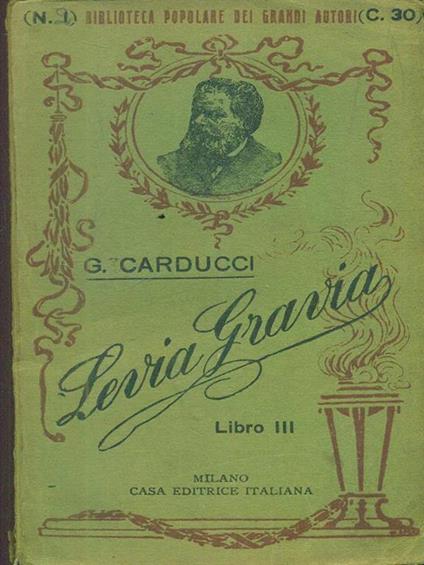 (N. 1) BIBLIOTECA POPOLARE DEI GRANDI AUTORI (C. 30)
G. CARDUCCI
Levia Gravia
Libro III
MILANO
CASA EDITRICE ITALIANA